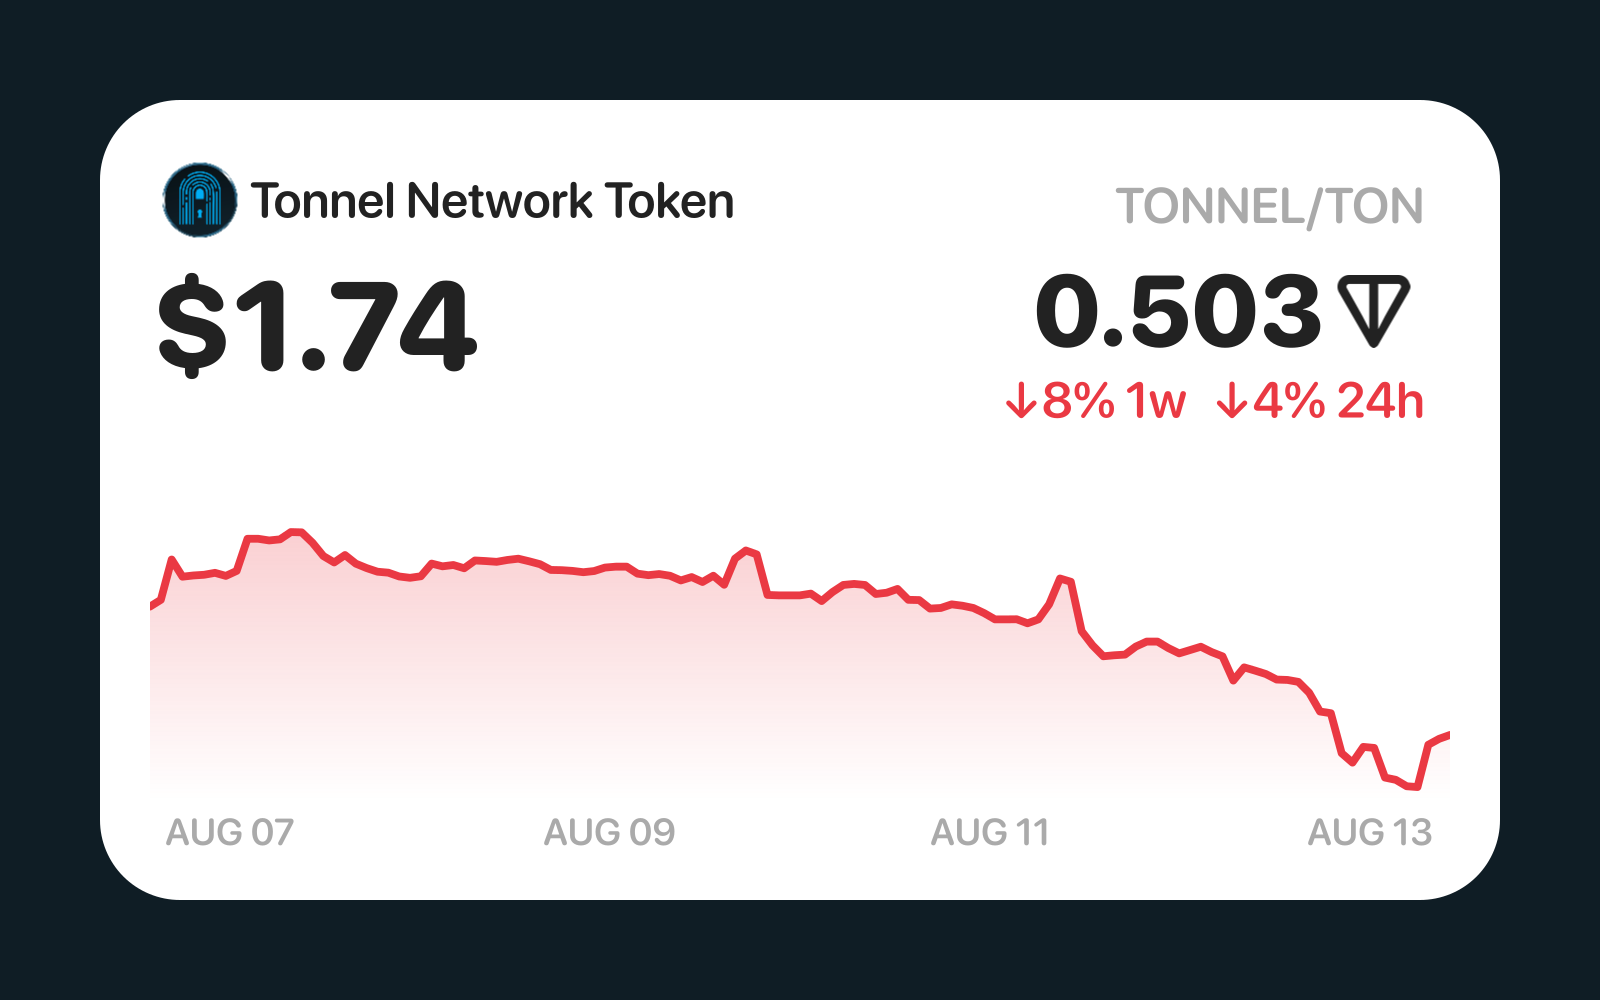 Tonnel Network Token
TONNEL/TON
$1.74
0.503
↓8% 1w ↓4% 24h
AUG 07
AUG 09
AUG 11
AUG 13